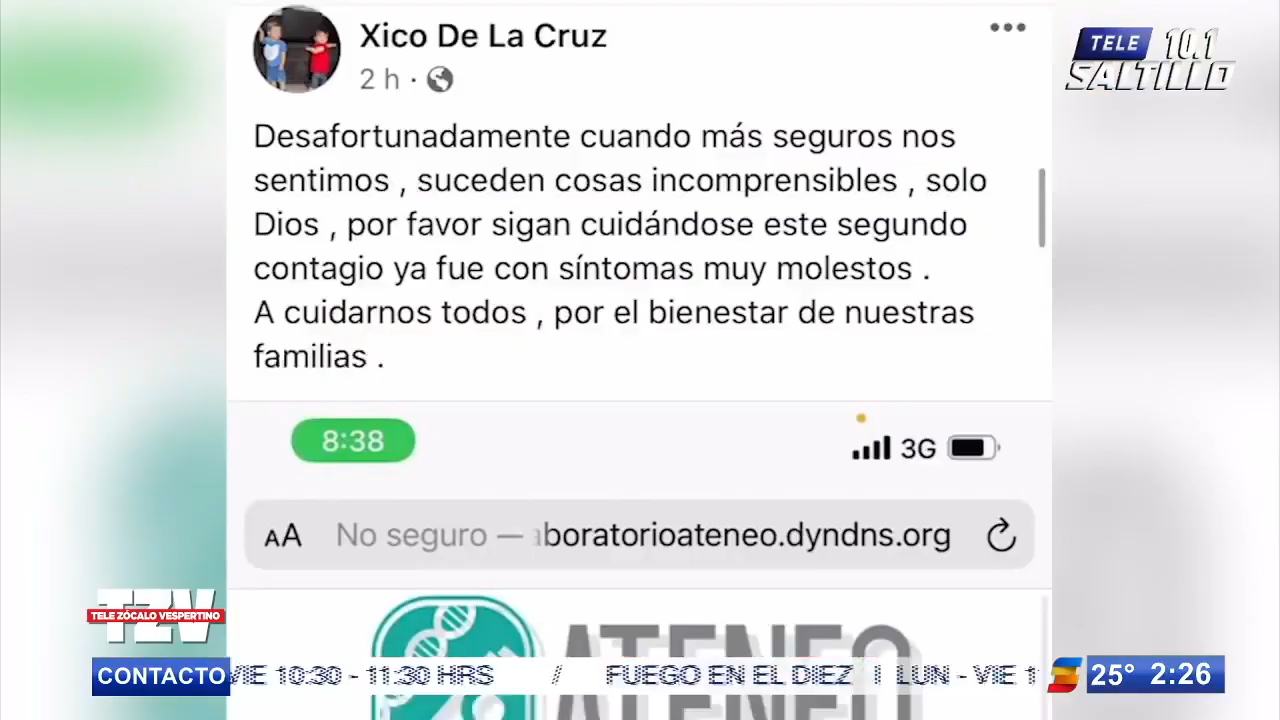 Xico De La Cruz
2 h ·
TELE 10.1
SALTILLO
Desafortunadamente cuando más seguros nos
sentimos , suceden cosas incomprensibles , solo
Dios , por favor sigan cuidándose este segundo
contagio ya fue con síntomas muy molestos .
A cuidarnos todos , por el bienestar de nuestras
familias .
8:38
3G
AA No seguro — aboratorioateneo.dyndns.org
ATENEO
ATENEO
TZV
TELE ZÓCALO VESPERTINO
CONTACTO VIE 10:30 - 11:30 HRS / FUEGO EN EL DIEZ LUN - VIE 1 25° 2:26